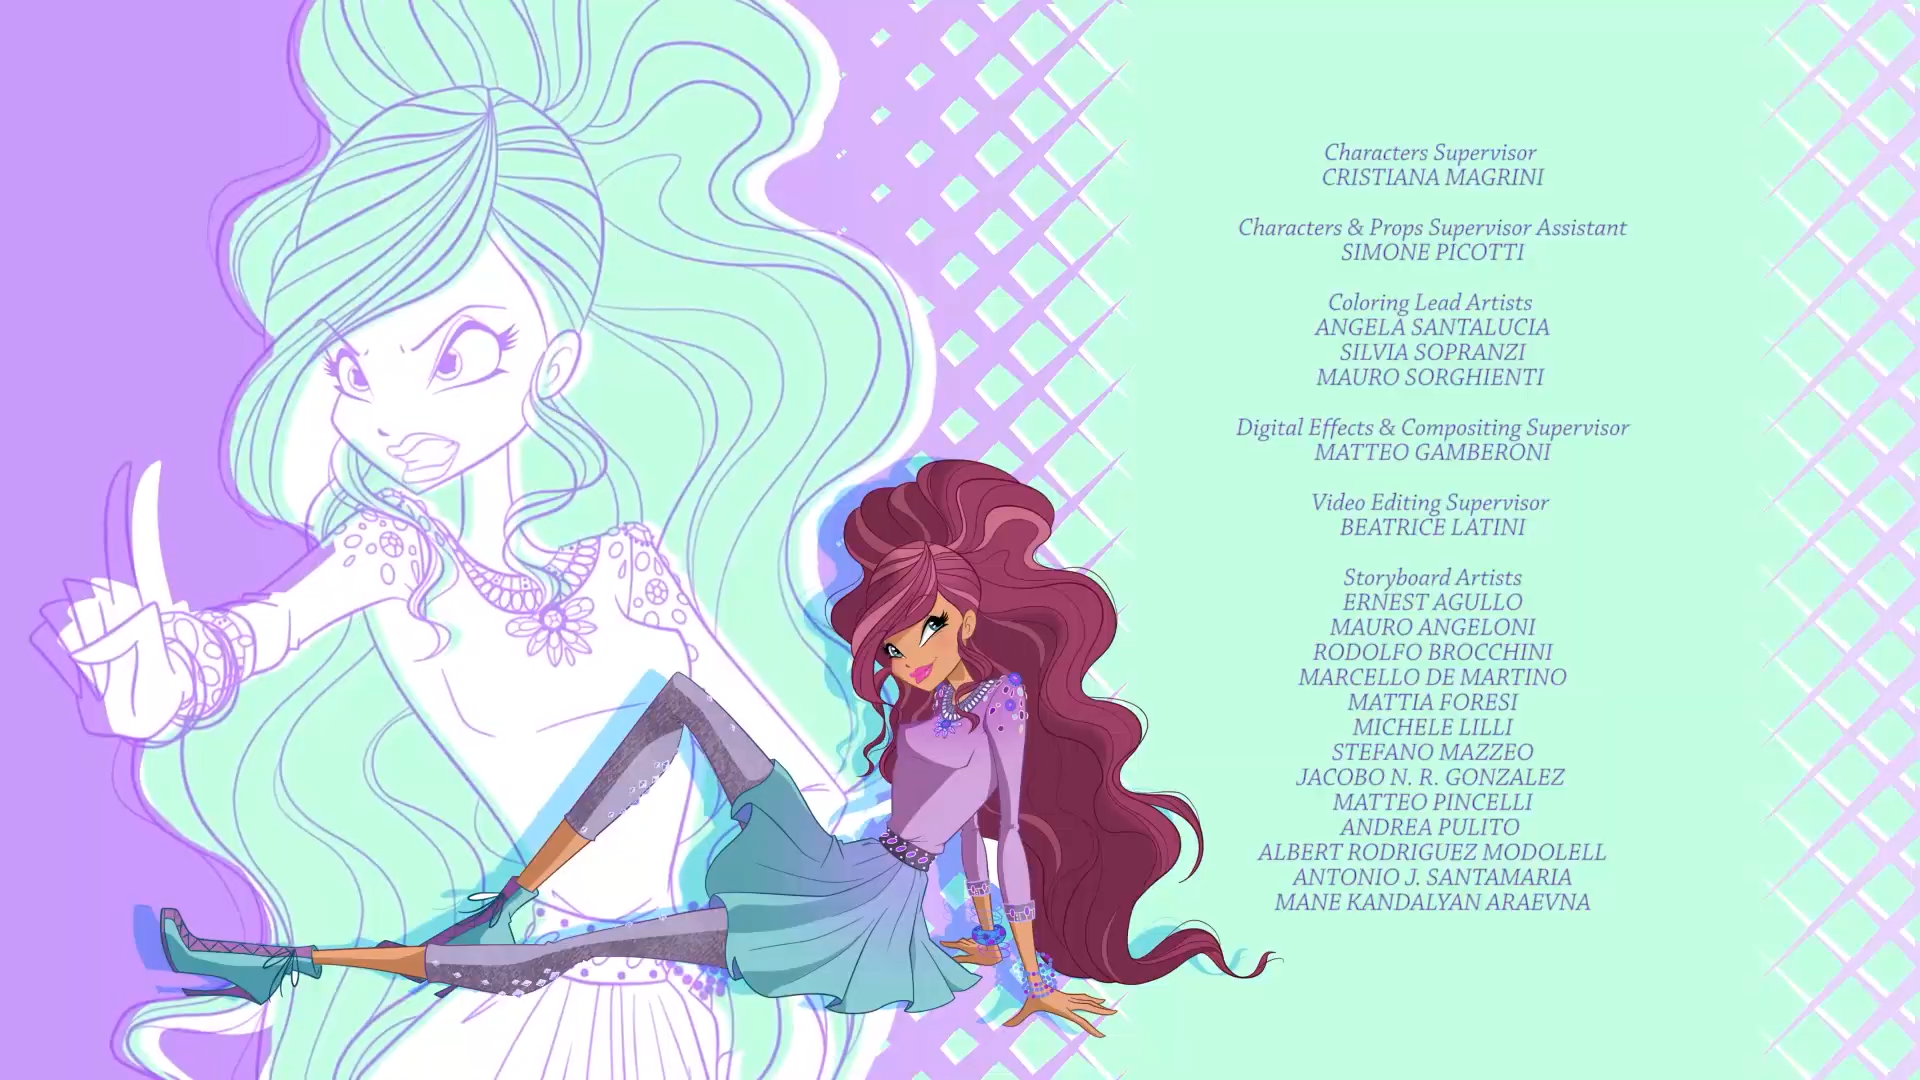 Characters Supervisor
CRISTIANA MAGRINI
Characters & Props Supervisor Assistant
SIMONE PICOTTI
Coloring Lead Artists
ANGELA SANTALUCIA
SILVIA SOPRANZI
MAURO SORGHIENTI
Digital Effects & Compositing Supervisor
MATTEO GAMBERONI
Video Editing Supervisor
BEATRICE LATINI
Storyboard Artists
ERNEST AGULLO
MAURO ANGELONI
RODOLFO BROCCHINI
MARCELLO DE MARTINO
MATTIA FORESI
MICHELE LILLI
STEFANO MAZZEO
JACOBO N. R. GONZALEZ
MATTEO PINCELLI
ANDREA PULITO
ALBERT RODRIGUEZ MODOLELL
ANTONIO J. SANTAMARIA
MANE KANDALYAN ARAEVNA